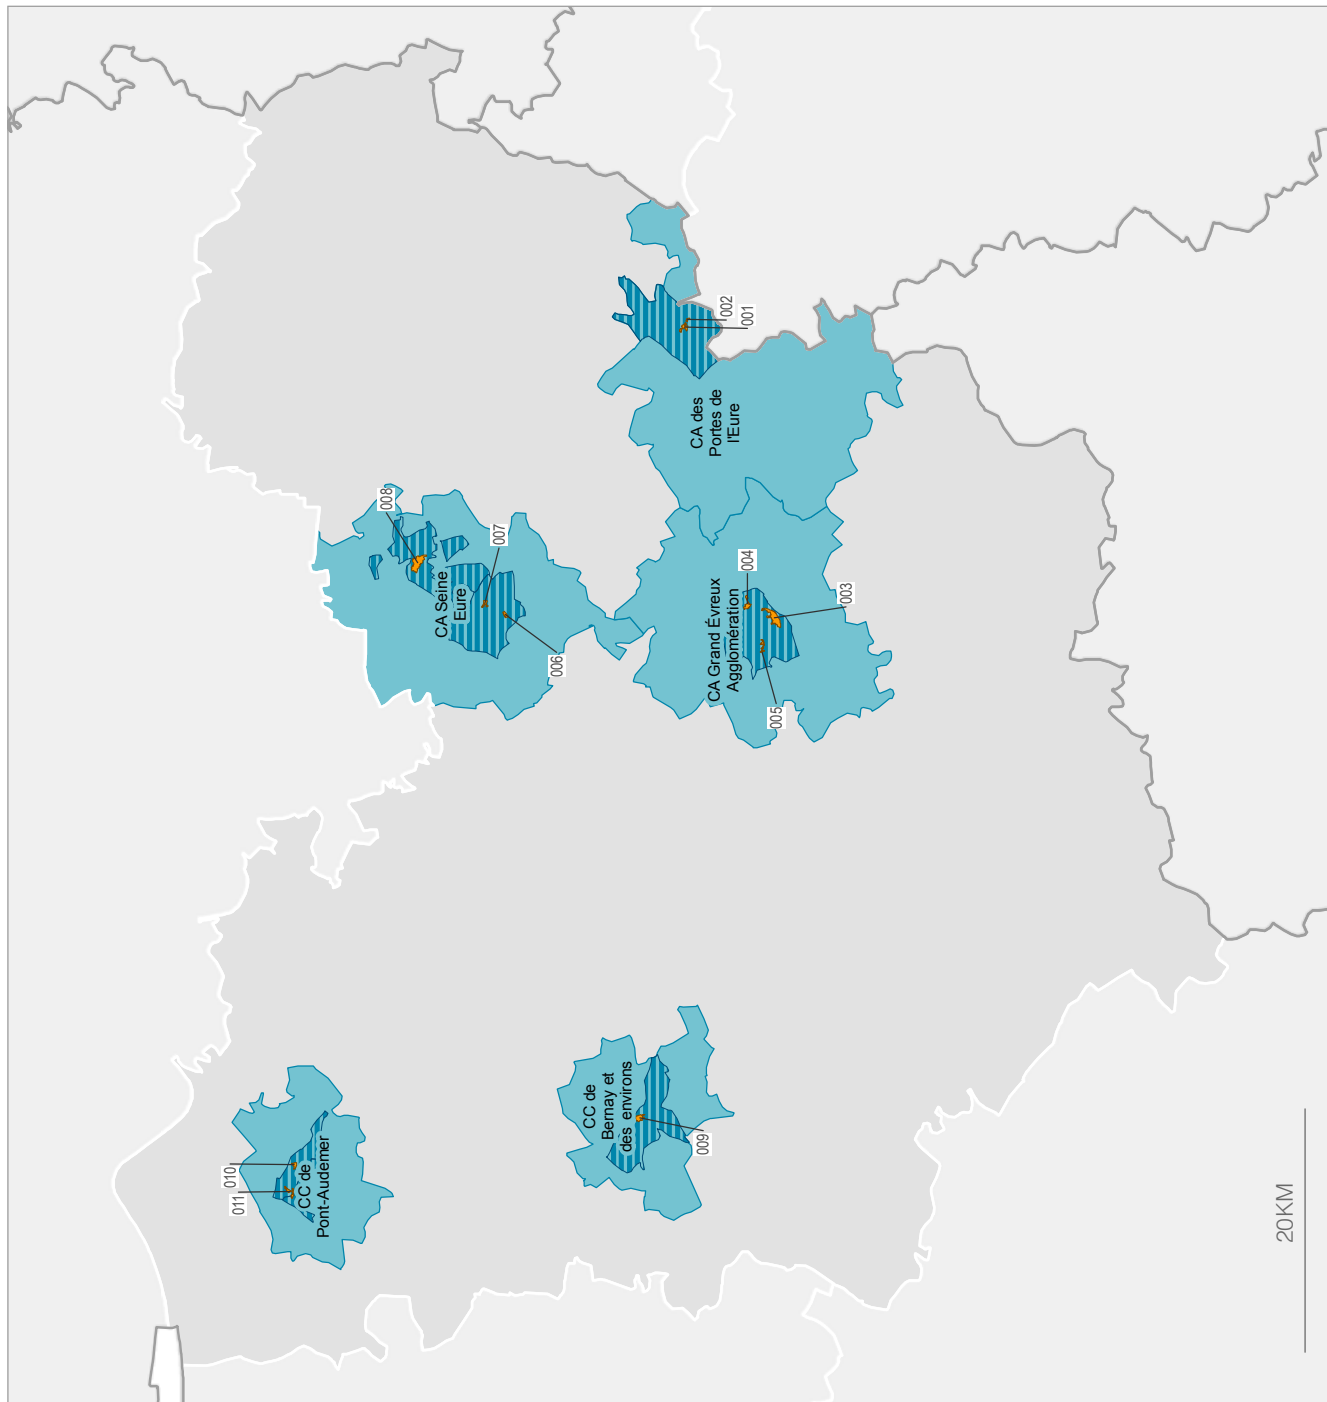 011
010
CC de
Pont-Audemer
CC de
Bernay et
des environs
009
CA Seine
Eure
008
007
006
CA Grand Évreux
Agglomération
005
004
003
CA des
Portes de
l'Eure
002
001
20KM